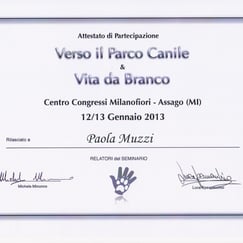 Attestato di Partecipazione
Verso il Parco Canile
&
Vita da Branco
Centro Congressi Milanofiori - Assago (MI)
12/13 Gennaio 2013
Rilasciato a
Paola Muzzi
RELATORI del SEMINARIO
Michele Minunno